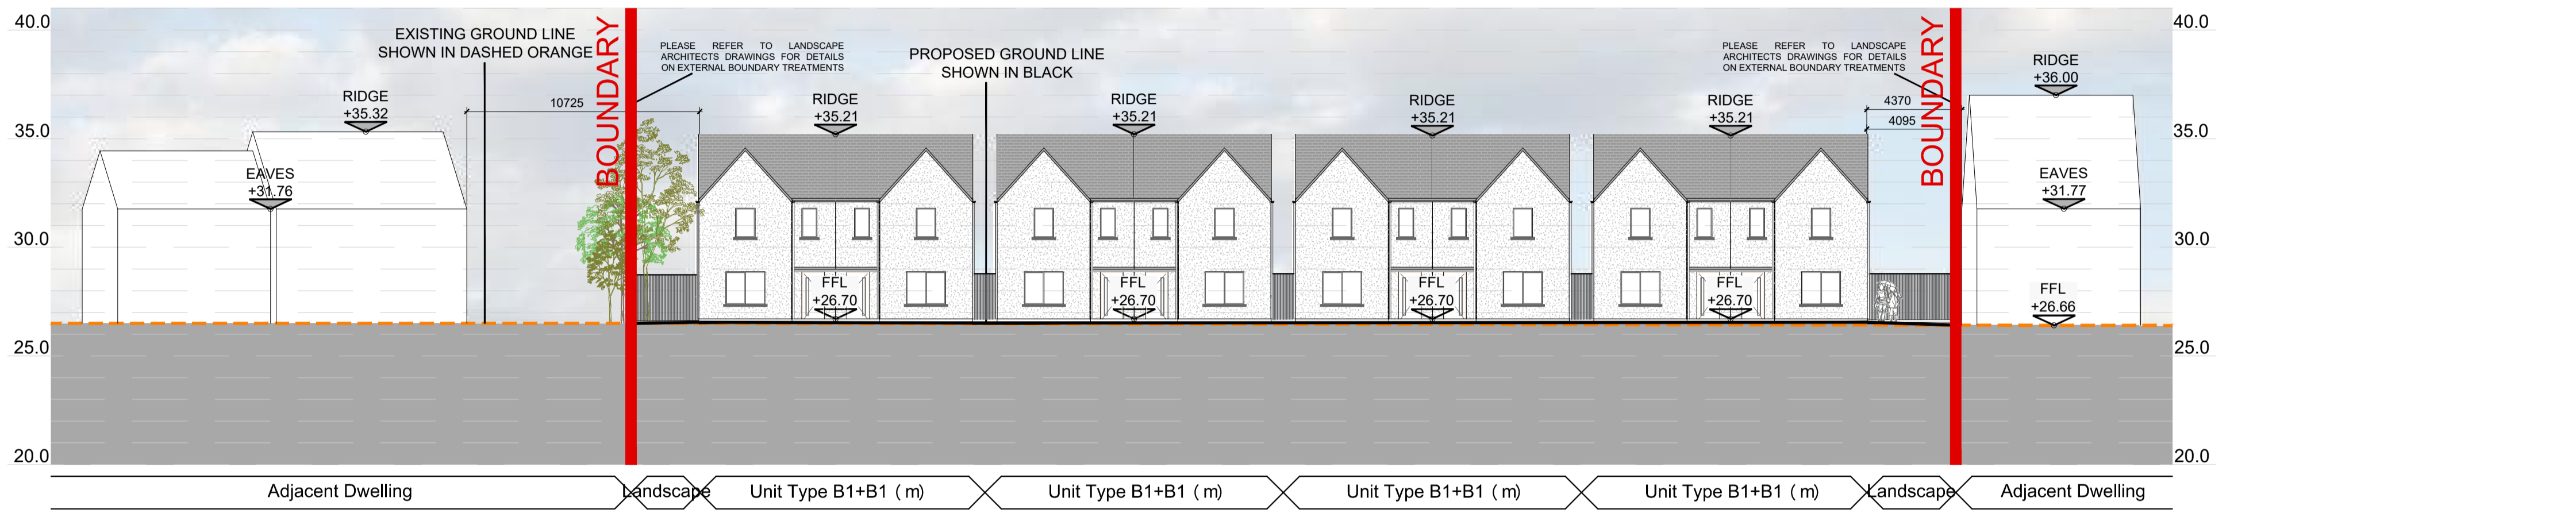 40.0
35.0
30.0
25.0
20.0
EXISTING GROUND LINE
SHOWN IN DASHED ORANGE
RIDGE
+35.32
EAVES
+31.76
10725
BOUNDARY
PLEASE REFER TO LANDSCAPE
ARCHITECTS DRAWINGS FOR DETAILS
ON EXTERNAL BOUNDARY TREATMENTS
PROPOSED GROUND LINE
SHOWN IN BLACK
RIDGE
+35.21
FFL
+26.70
RIDGE
+35.21
FFL
+26.70
RIDGE
+35.21
FFL
+26.70
RIDGE
+35.21
FFL
+26.70
PLEASE REFER TO LANDSCAPE
ARCHITECTS DRAWINGS FOR DETAILS
ON EXTERNAL BOUNDARY TREATMENTS
4370
4095
BOUNDARY
RIDGE
+36.00
EAVES
+31.77
FFL
+26.66
40.0
35.0
30.0
25.0
20.0
Adjacent Dwelling
Landscape
Unit Type B1+B1 ( m)
Unit Type B1+B1 ( m)
Unit Type B1+B1 ( m)
Unit Type B1+B1 ( m)
Landscape
Adjacent Dwelling